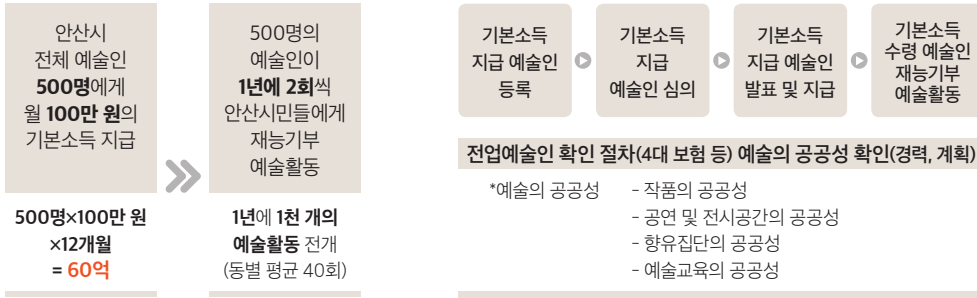 안산시
전체 예술인
500명에게
월 100만 원의
기본소득 지급
500명×100만 원
×12개월
= 60억
500명의
예술인이
1년에 2회씩
안산시민들에게
재능기부
예술활동
1년에 1천 개의
예술활동 전개
(동별 평균 40회)
기본소득
지급 예술인
등록
기본소득
지급
예술인 심의
기본소득
지급 예술인
발표 및 지급
기본소득
수령 예술인
재능기부
예술활동
전업예술인 확인 절차(4대 보험 등) 예술의 공공성 확인(경력, 계획)
*예술의 공공성 - 작품의 공공성
- 공연 및 전시공간의 공공성
- 향유집단의 공공성
- 예술교육의 공공성